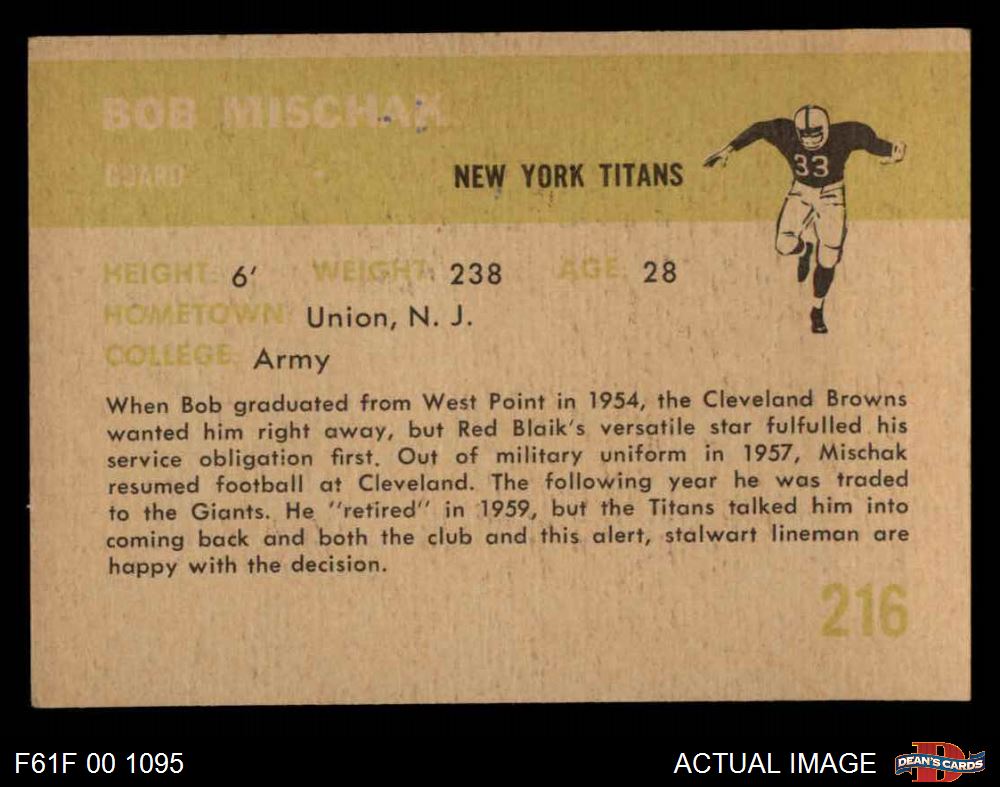 BOB MISCHAK
GUARD
NEW YORK TITANS
33
HEIGHT: 6' WEIGHT: 238 AGE: 28
HOMETOWN: Union, N. J.
COLLEGE: Army
When Bob graduated from West Point in 1954, the Cleveland Browns
wanted him right away, but Red Blaik's versatile star fulfulled his
service obligation first. Out of military uniform in 1957, Mischak
resumed football at Cleveland. The following year he was traded
to the Giants. He "retired" in 1959, but the Titans talked him into
coming back and both the club and this alert, stalwart lineman are
happy with the decision.
216
F61F 00 1095
ACTUAL IMAGE
DEAN'S CARDS